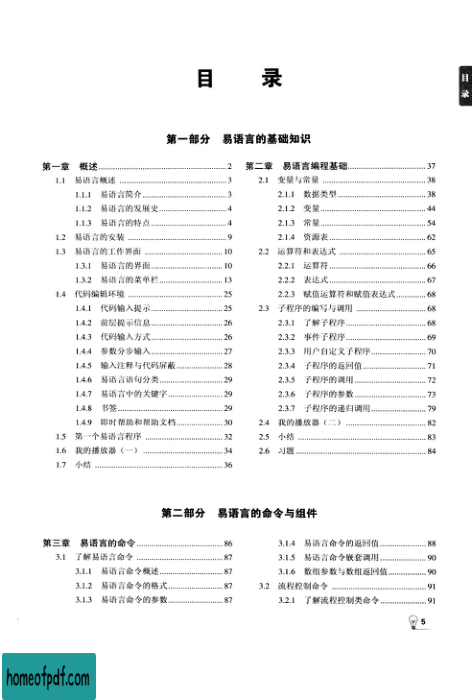 目 录
目
录
第一部分 易语言的基础知识
第一章 概述……2
1.1 易语言概述……3
1.1.1 易语言简介……3
1.1.2 易语言的发展史……4
1.1.3 易语言的特点……4
1.2 易语言的安装……9
1.3 易语言的工作界面……10
1.3.1 易语言的界面……10
1.3.2 易语言的菜单栏……13
1.4 代码编辑环境……25
1.4.1 代码输入提示……25
1.4.2 前层提示信息……26
1.4.3 代码输入方式……26
1.4.4 参数分步输入……27
1.4.5 输入注释与代码屏蔽……28
1.4.6 易语言语句分类……29
1.4.7 易语言中的关键字……29
1.4.8 书签……29
1.4.9 即时帮助和帮助文档……30
1.5 第一个易语言程序……32
1.6 我的播放器（一）……34
1.7 小结……36
第二章 易语言编程基础……37
2.1 变量与常量……38
2.1.1 数据类型……38
2.1.2 变量……44
2.1.3 常量……54
2.1.4 资源表……62
2.2 运算符和表达式……65
2.2.1 运算符……66
2.2.2 表达式……67
2.2.3 赋值运算符和赋值表达式……68
2.3 子程序的编写与调用……68
2.3.1 了解子程序……68
2.3.2 事件子程序……69
2.3.3 用户自定义子程序……70
2.3.4 子程序的返回值……71
2.3.5 子程序的调用……72
2.3.6 子程序的参数……73
2.3.7 子程序的递归调用……79
2.4 我的播放器（二）……82
2.5 小结……83
2.6 习题……84
第二部分 易语言的命令与组件
第三章 易语言的命令……86
3.1 了解易语言命令……87
3.1.1 易语言命令概述……87
3.1.2 易语言命令的格式……87
3.1.3 易语言命令的参数……87
3.1.4 易语言命令的返回值……88
3.1.5 易语言命令嵌套调用……90
3.1.6 数组参数与数组返回值……90
3.2 流程控制命令……91
3.2.1 了解流程控制类命令……91
5
homeofpdf.com